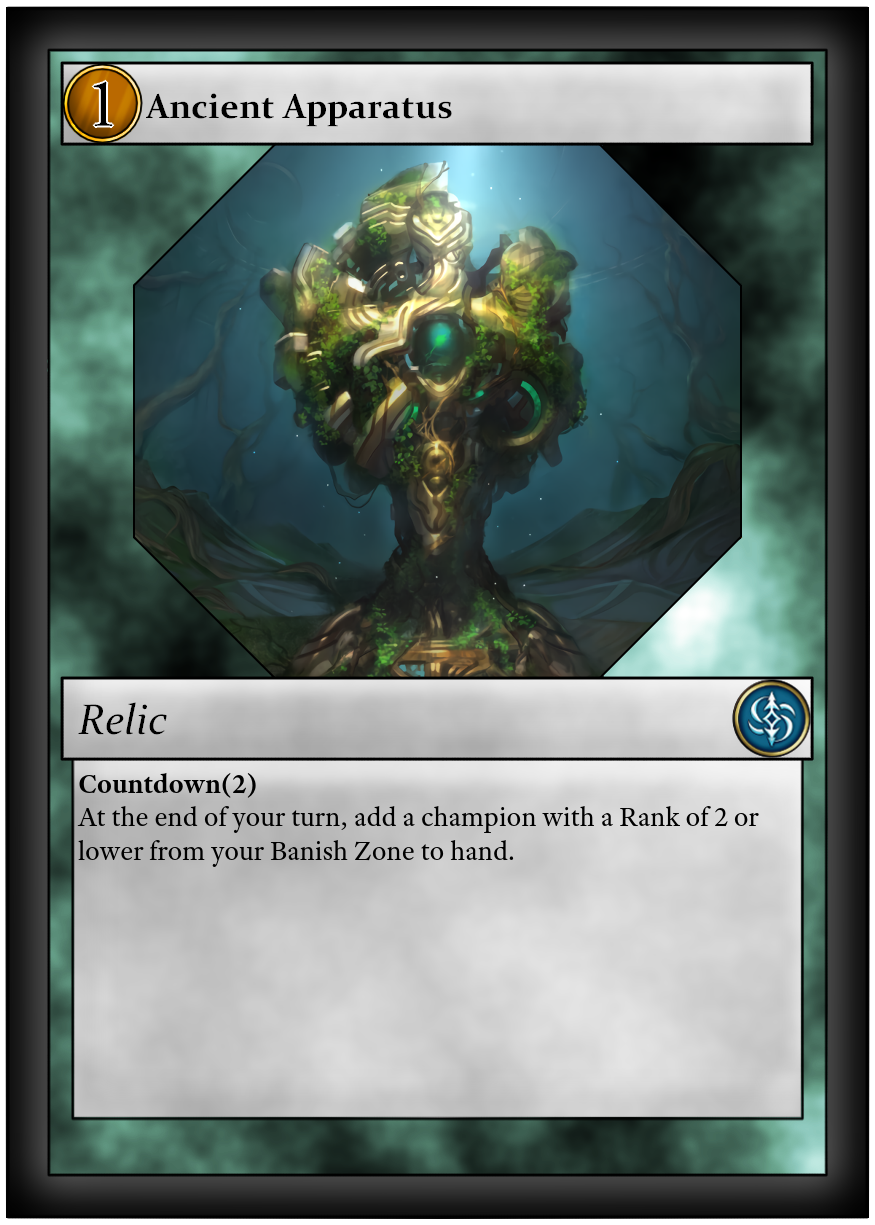 1
Ancient Apparatus
Relic
Countdown(2)
At the end of your turn, add a champion with a Rank of 2 or
lower from your Banish Zone to hand.